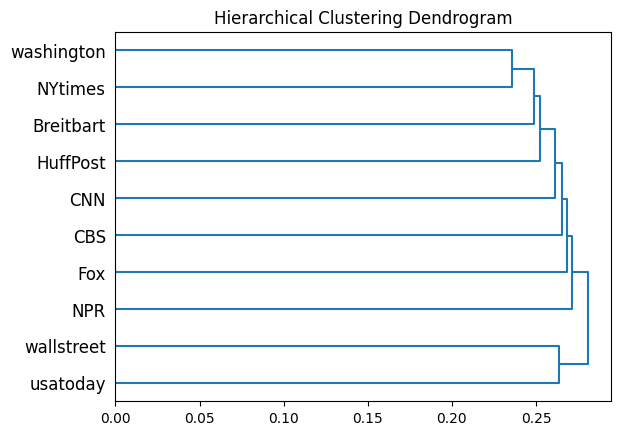 Hierarchical Clustering Dendrogram
washington
NYtimes
Breitbart
HuffPost
CNN
CBS
Fox
NPR
wallstreet
usatoday
0.00 0.05 0.10 0.15 0.20 0.25